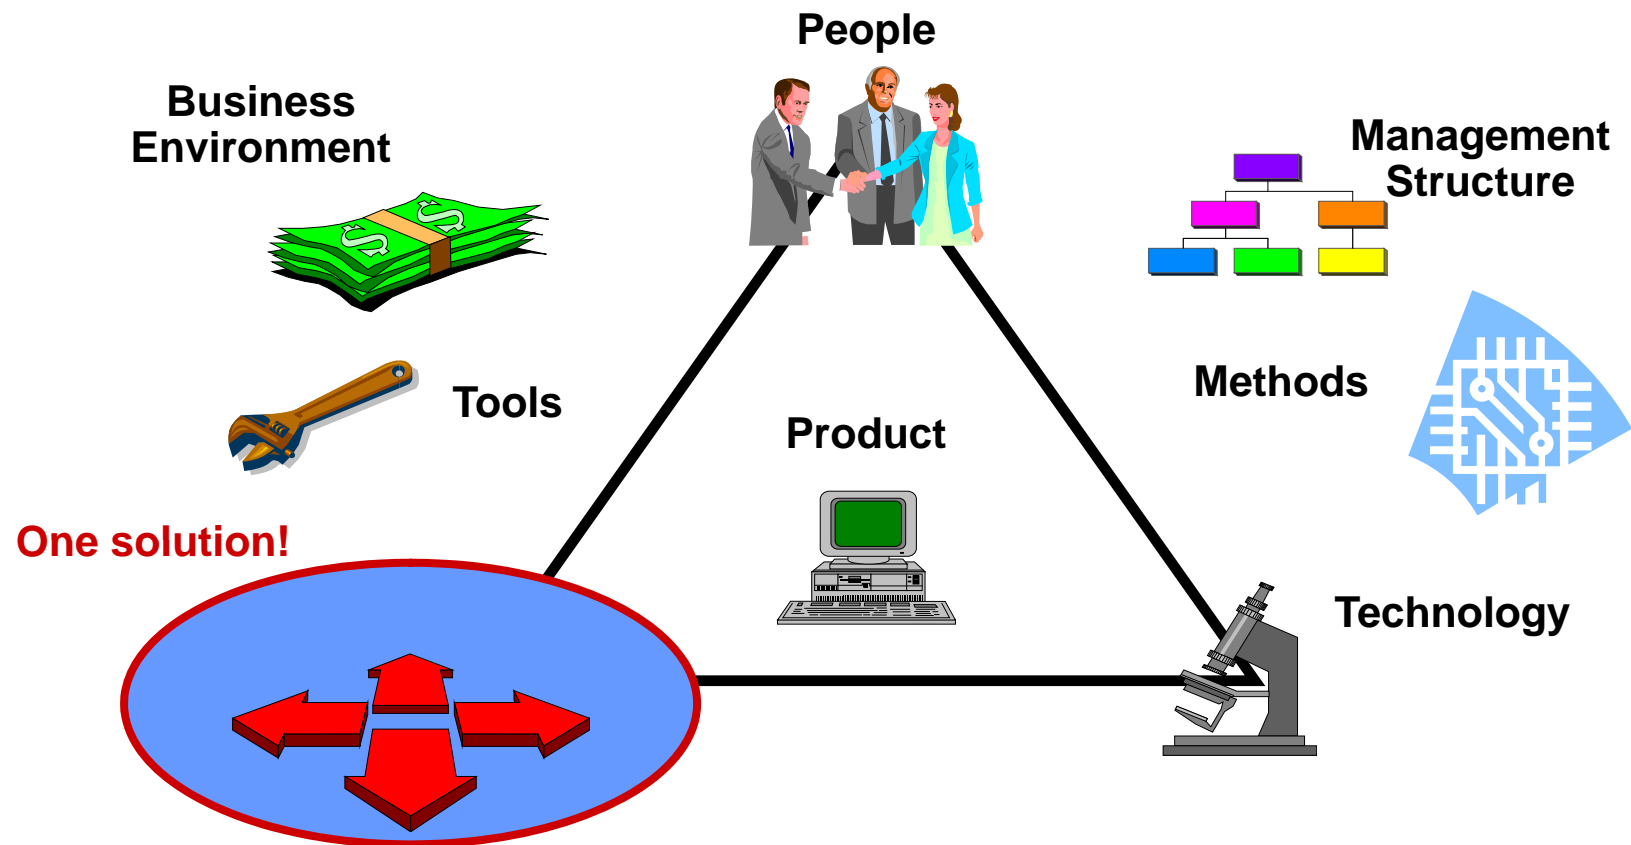 People
Business
Environment
Management
Structure
Tools
Methods
Product
One solution!
Technology